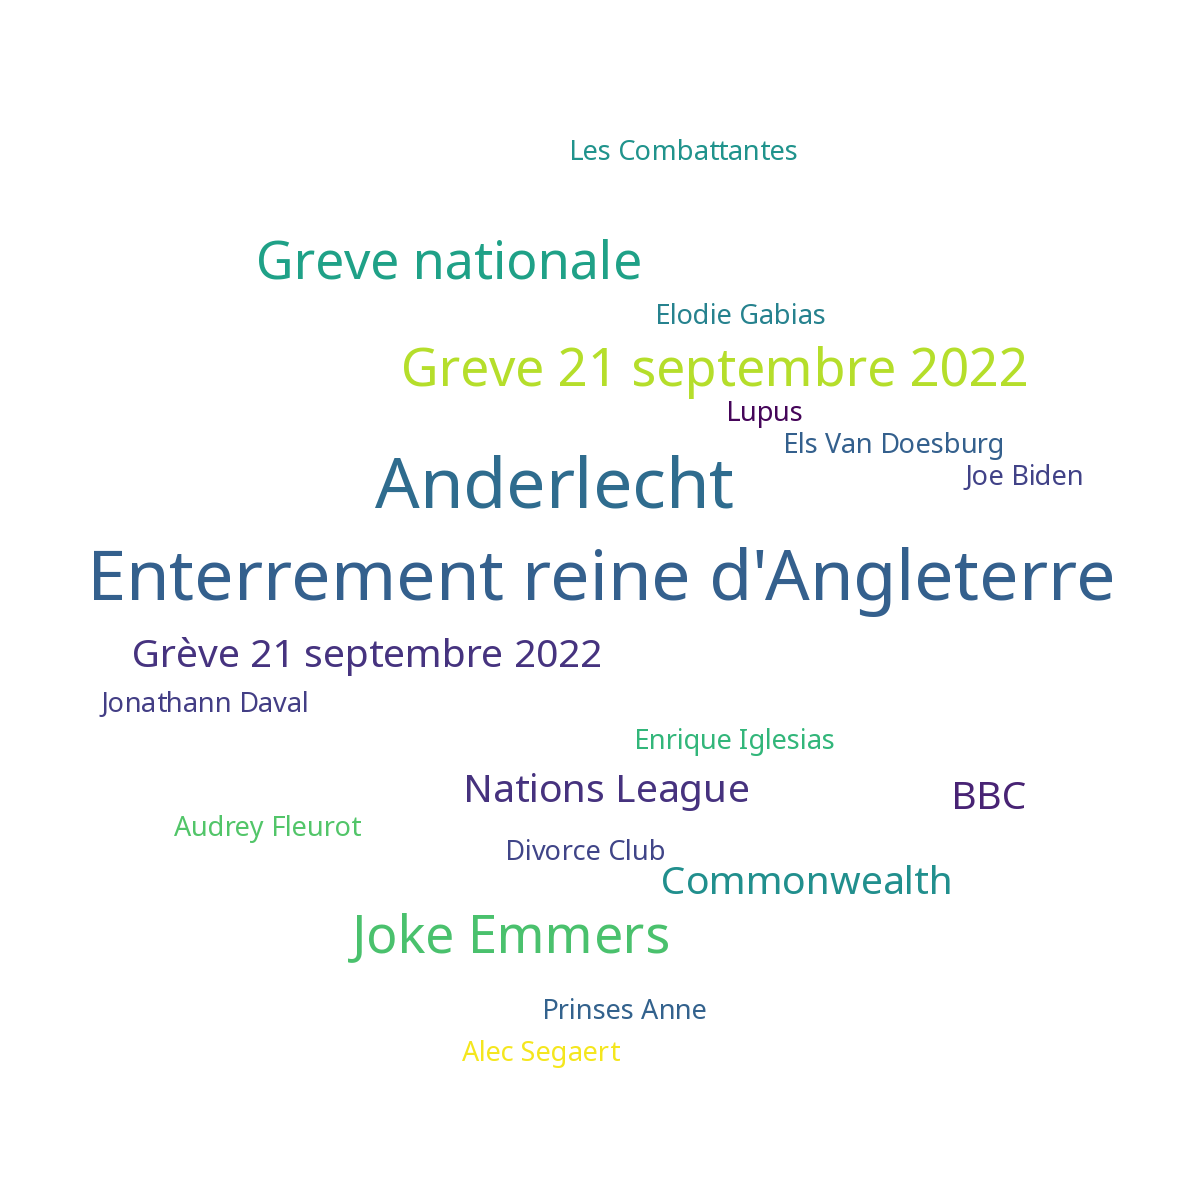 Les Combattantes
Greve nationale
Elodie Gabias
Greve 21 septembre 2022
Lupus
Els Van Doesburg
Joe Biden
Anderlecht
Enterrement reine d'Angleterre
Grève 21 septembre 2022
Jonathann Daval
Enrique Iglesias
Nations League
BBC
Audrey Fleurot
Divorce Club
Commonwealth
Joke Emmers
Prinses Anne
Alec Segaert